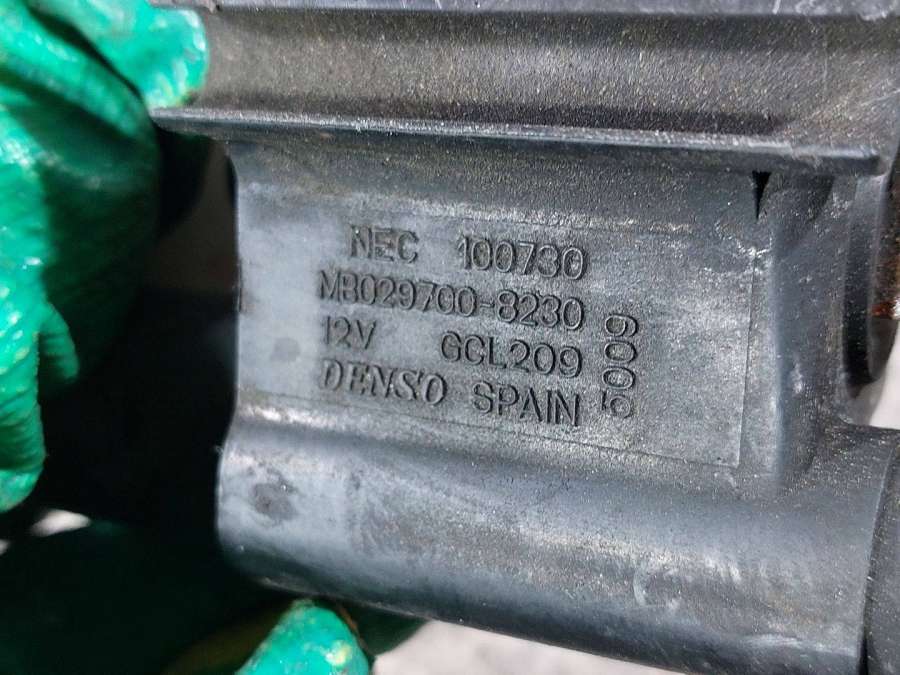 NEC 100730
MB029700-8230
12V GCL209
DENSO SPAIN
5009